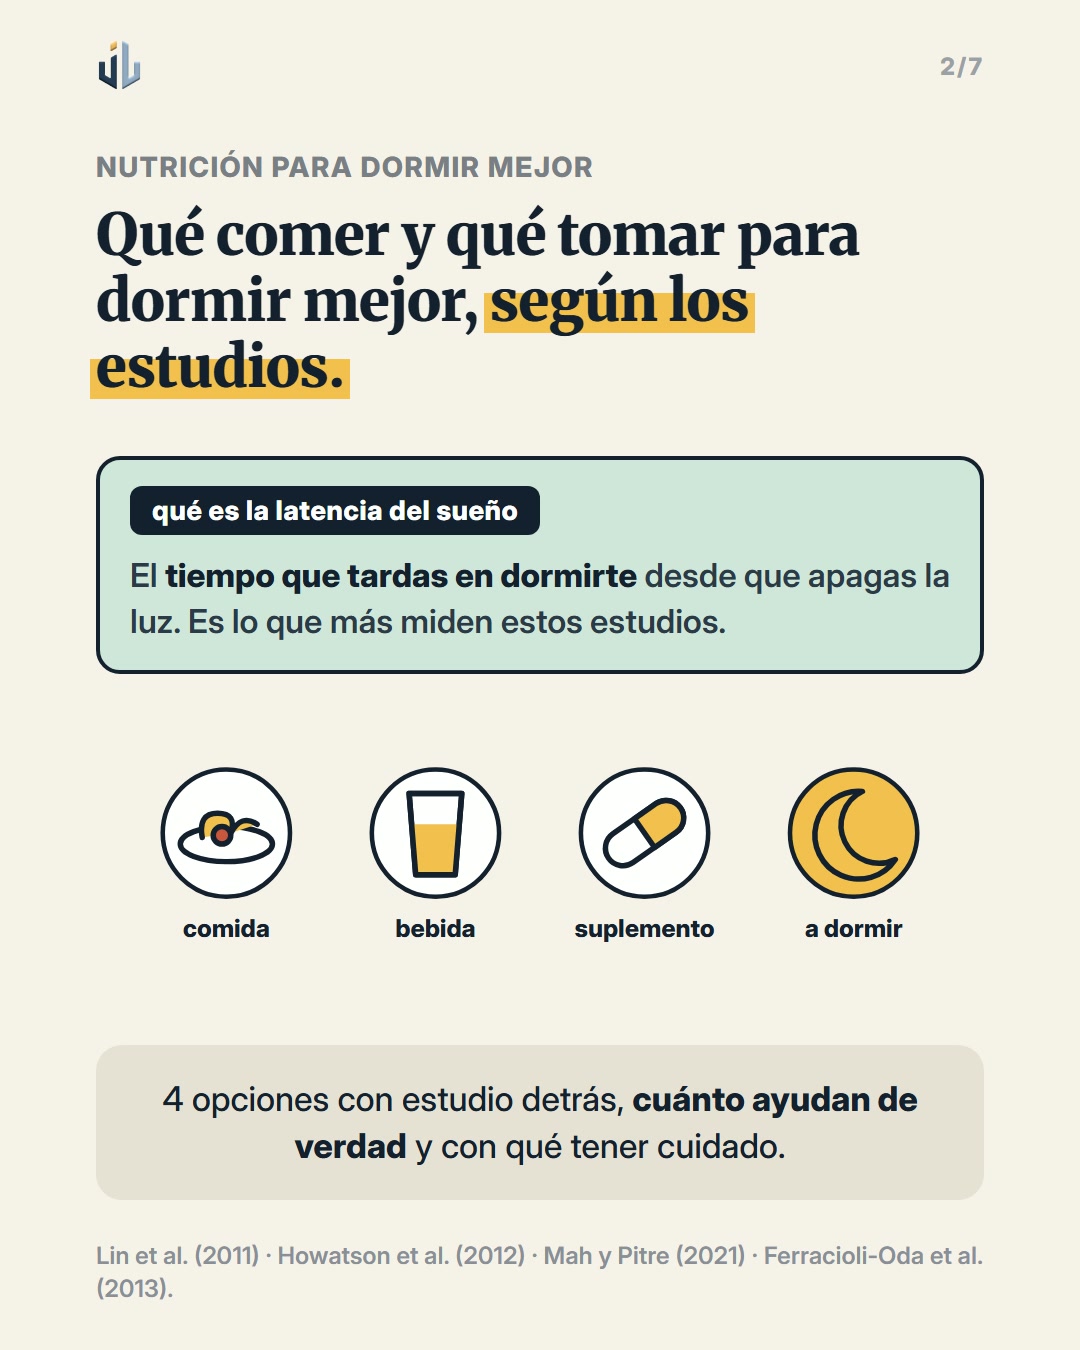 2/7
NUTRICIÓN PARA DORMIR MEJOR
Qué comer y qué tomar para
dormir mejor, según los
estudios.
qué es la latencia del sueño
El tiempo que tardas en dormirte desde que apagas la
luz. Es lo que más miden estos estudios.
comida
bebida
suplemento
a dormir
4 opciones con estudio detrás, cuánto ayudan de
verdad y con qué tener cuidado.
Lin et al. (2011) · Howatson et al. (2012) · Mah y Pitre (2021) · Ferracioli-Oda et al.
(2013).